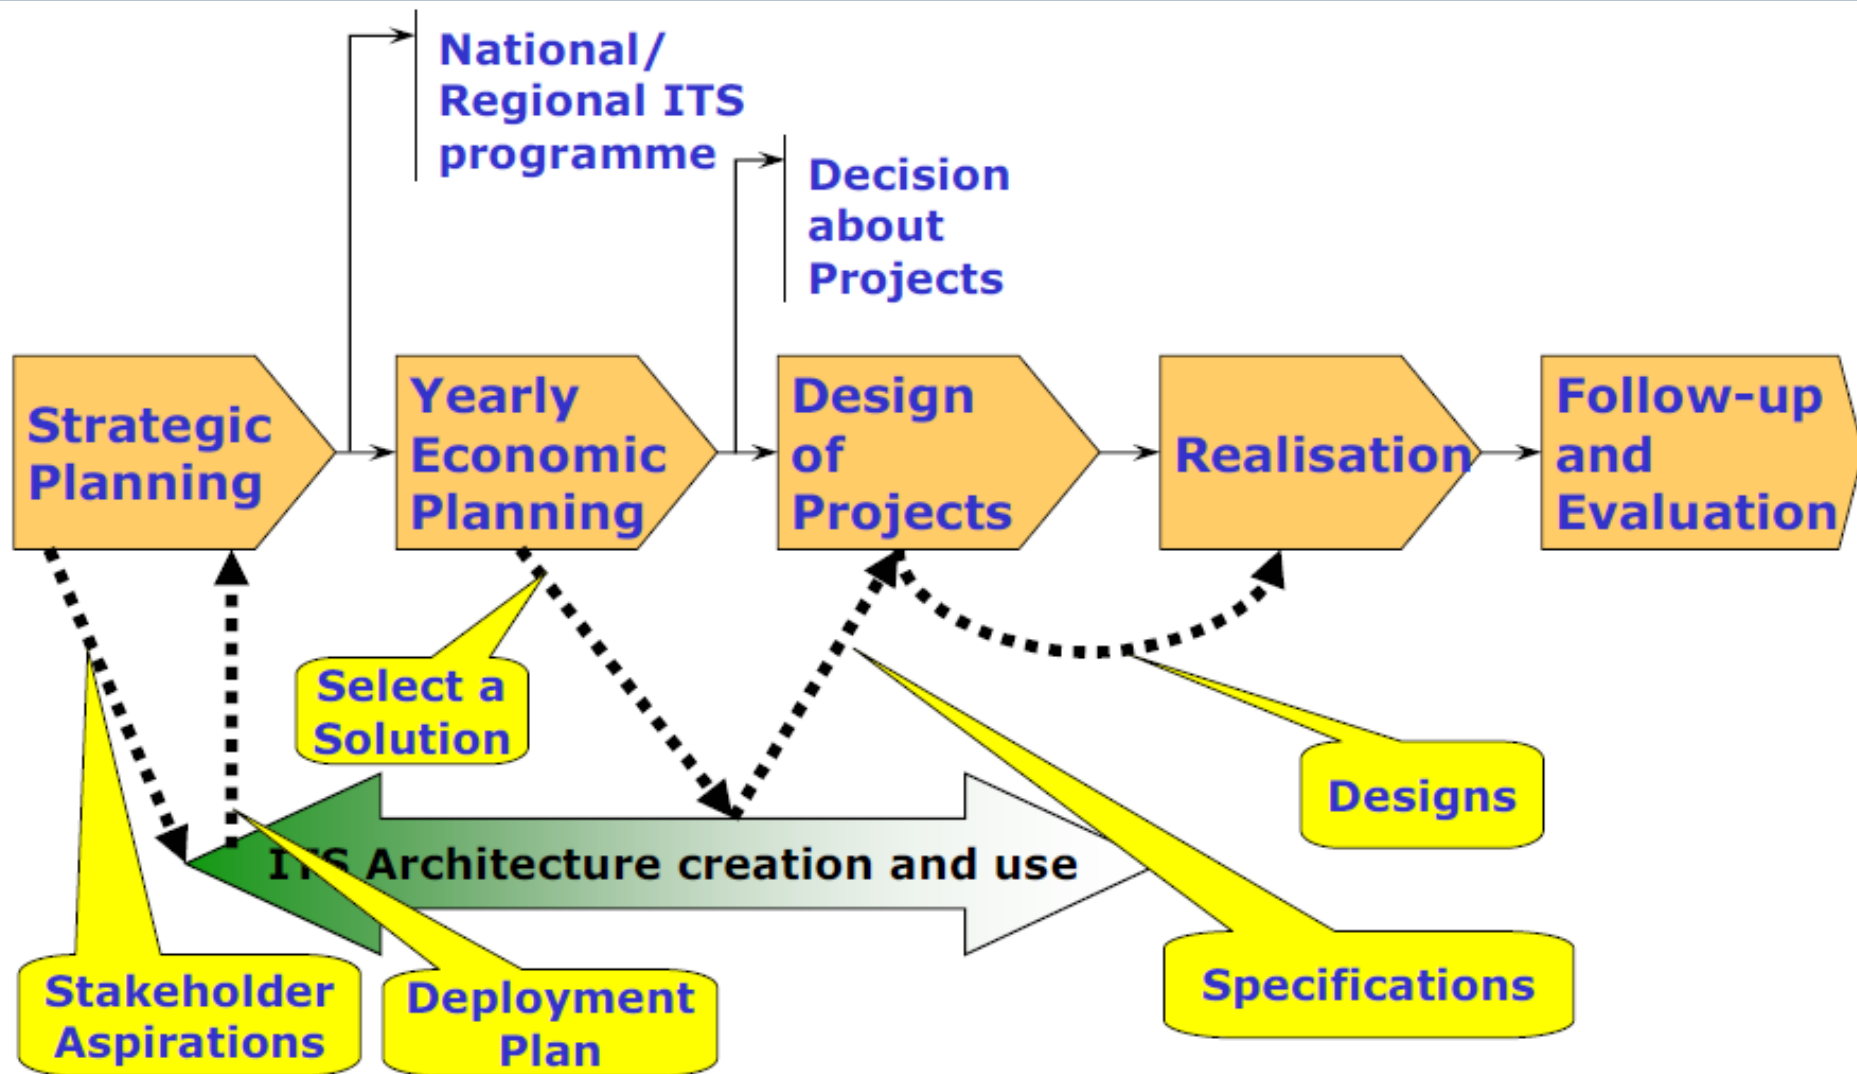 National/
Regional ITS
programme
Decision
about
Projects
Strategic
Planning
Yearly
Economic
Planning
Design
of
Projects
Realisation
Follow-up
and
Evaluation
Select a
Solution
Designs
ITS Architecture creation and use
Stakeholder
Aspirations
Deployment
Plan
Specifications